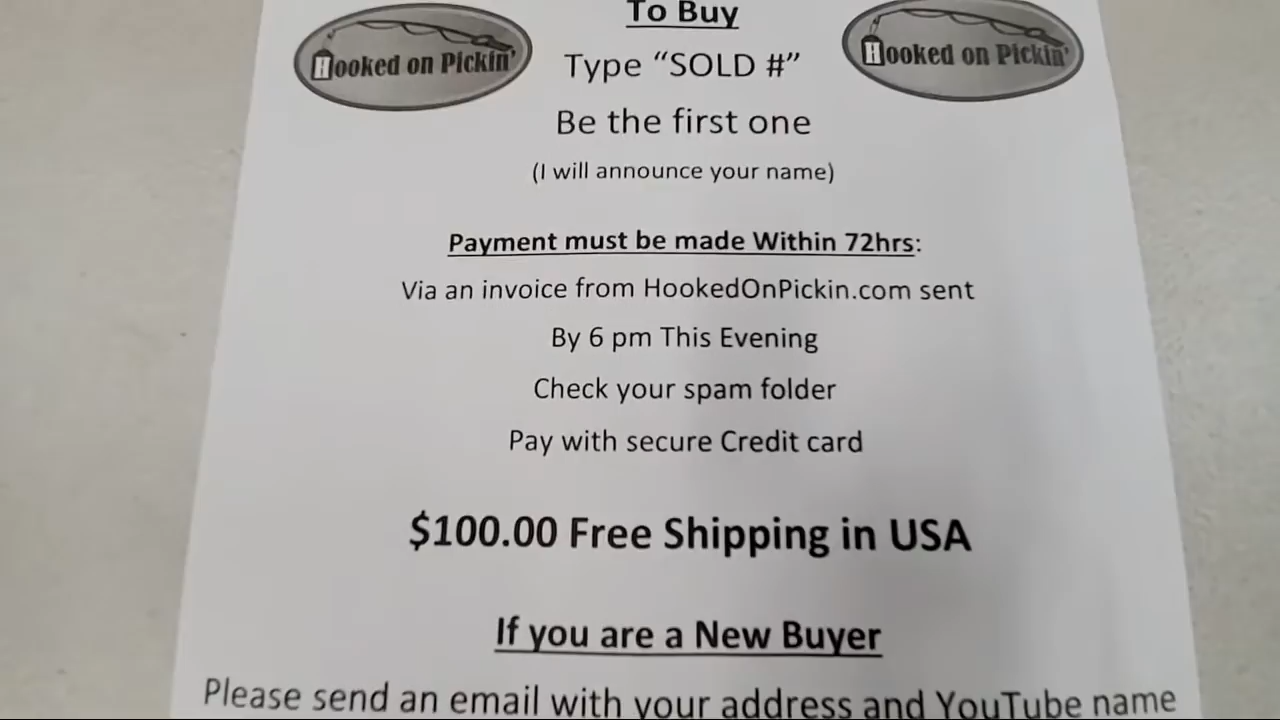 To Buy
Hooked on Pickin'
Hooked on Pickin'
Type “SOLD #”
Be the first one
(I will announce your name)
Payment must be made Within 72hrs:
Via an invoice from HookedOnPickin.com sent
By 6 pm This Evening
Check your spam folder
Pay with secure Credit card
$100.00 Free Shipping in USA
If you are a New Buyer
Please send an email with your address and YouTube name